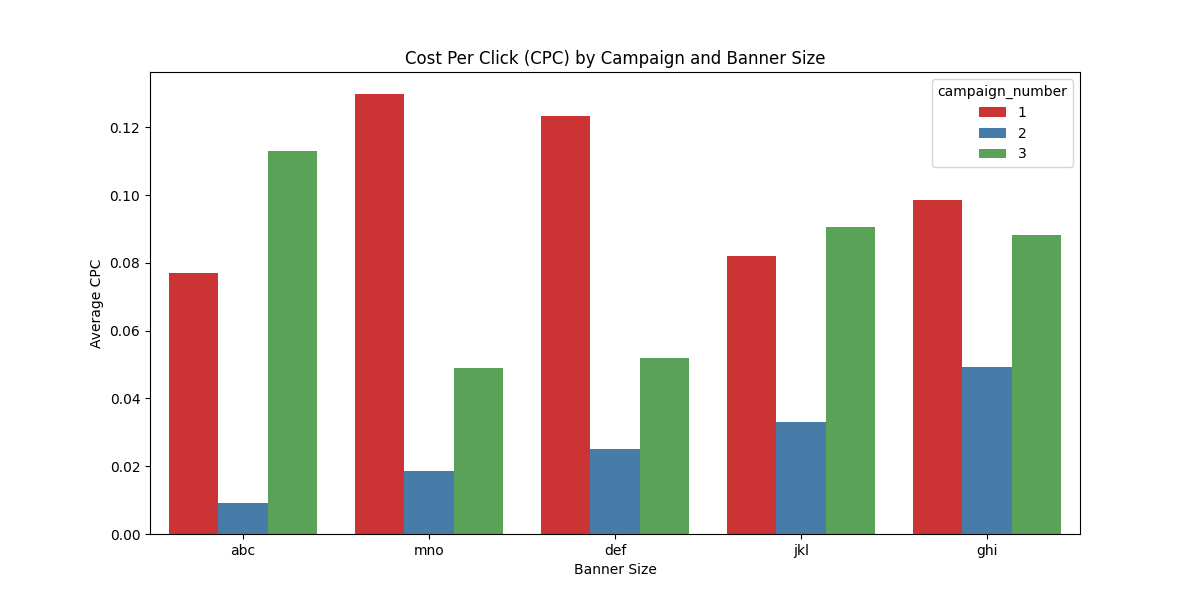 Cost Per Click (CPC) by Campaign and Banner Size
campaign_number
1
2
3
Average CPC
0.12
0.10
0.08
0.06
0.04
0.02
0.00
abc mno def jkl ghi
Banner Size